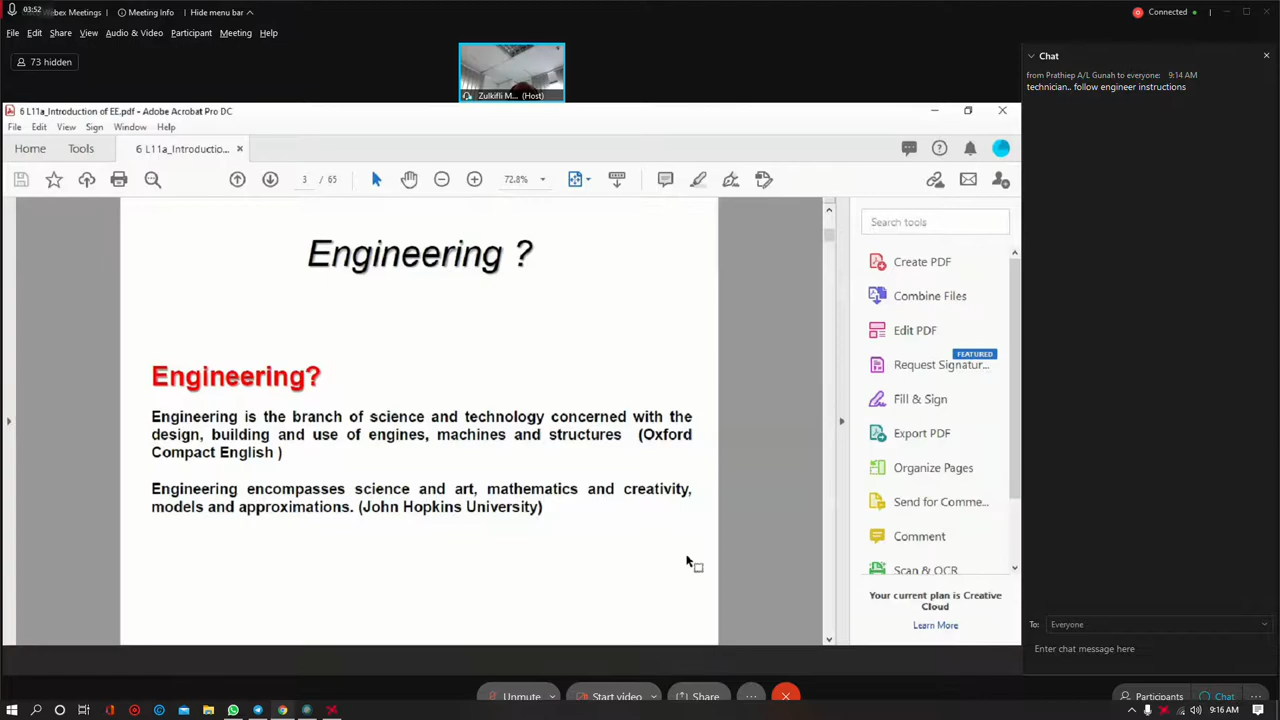 03:52
ebex Meetings
Meeting Info
Hide menu bar
Connected
File Edit Share View Audio & Video Participant Meeting Help
73 hidden
Zulkifli M... (Host)
Chat
from Prathiep A/L Gunah to everyone: 9:14 AM
technician.. follow engineer instructions
6 L11a_Introduction of EE.pdf - Adobe Acrobat Pro DC
File Edit View Sign Window Help
Home Tools 6 L11a_Introductio...
3 / 65
72.8%
Engineering ?
Engineering?
Engineering is the branch of science and technology concerned with the
design, building and use of engines, machines and structures (Oxford
Compact English )
Engineering encompasses science and art, mathematics and creativity,
models and approximations. (John Hopkins University)
Search tools
Create PDF
Combine Files
Edit PDF
FEATURED
Request Signatur...
Fill & Sign
Export PDF
Organize Pages
Send for Comme...
Comment
Scan & OCR
Your current plan is Creative
Cloud
Learn More
To: Everyone
Enter chat message here
Unmute
Start video
Share
Participants
Chat
9:16 AM